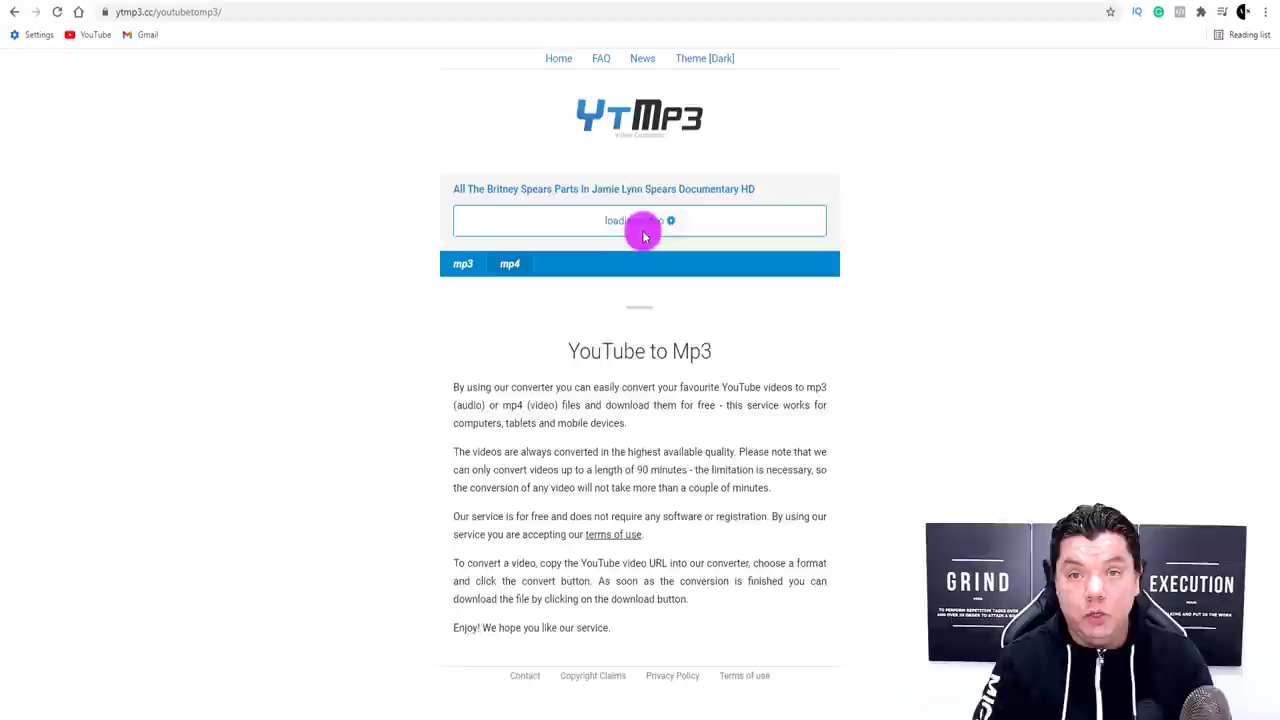 ytmp3.cc/youtubetomp3/
IQ
Settings
YouTube
Gmail
Reading list
Home
FAQ
News
Theme [Dark]
YTMP3
Video Converter
All The Britney Spears Parts In Jamie Lynn Spears Documentary HD
mp3
mp4
YouTube to Mp3
By using our converter you can easily convert your favourite YouTube videos to mp3
(audio) or mp4 (video) files and download them for free - this service works for
computers, tablets and mobile devices.
The videos are always converted in the highest available quality. Please note that we
can only convert videos up to a length of 90 minutes - the limitation is necessary, so
the conversion of any video will not take more than a couple of minutes.
Our service is for free and does not require any software or registration. By using our
service you are accepting our terms of use.
To convert a video, copy the YouTube video URL into our converter, choose a format
and click the convert button. As soon as the conversion is finished you can
download the file by clicking on the download button.
Enjoy! We hope you like our service.
Contact
Copyright Claims
Privacy Policy
Terms of use
GRIND
TO PERFORM REPETITIVE TASKS OVER
EXECUTION